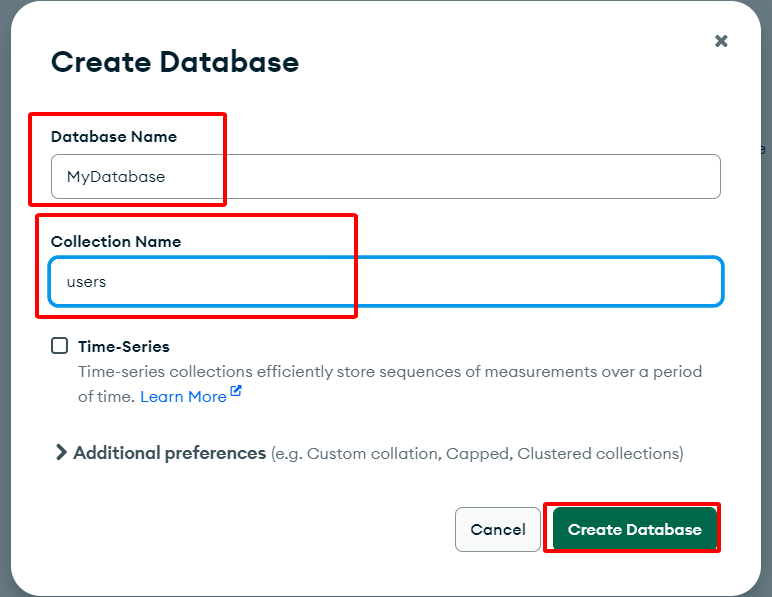 Create Database
Database Name
MyDatabase
Collection Name
users
Time-Series
Time-series collections efficiently store sequences of measurements over a period
of time. Learn More
Additional preferences (e.g. Custom collation, Capped, Clustered collections)
Cancel
Create Database